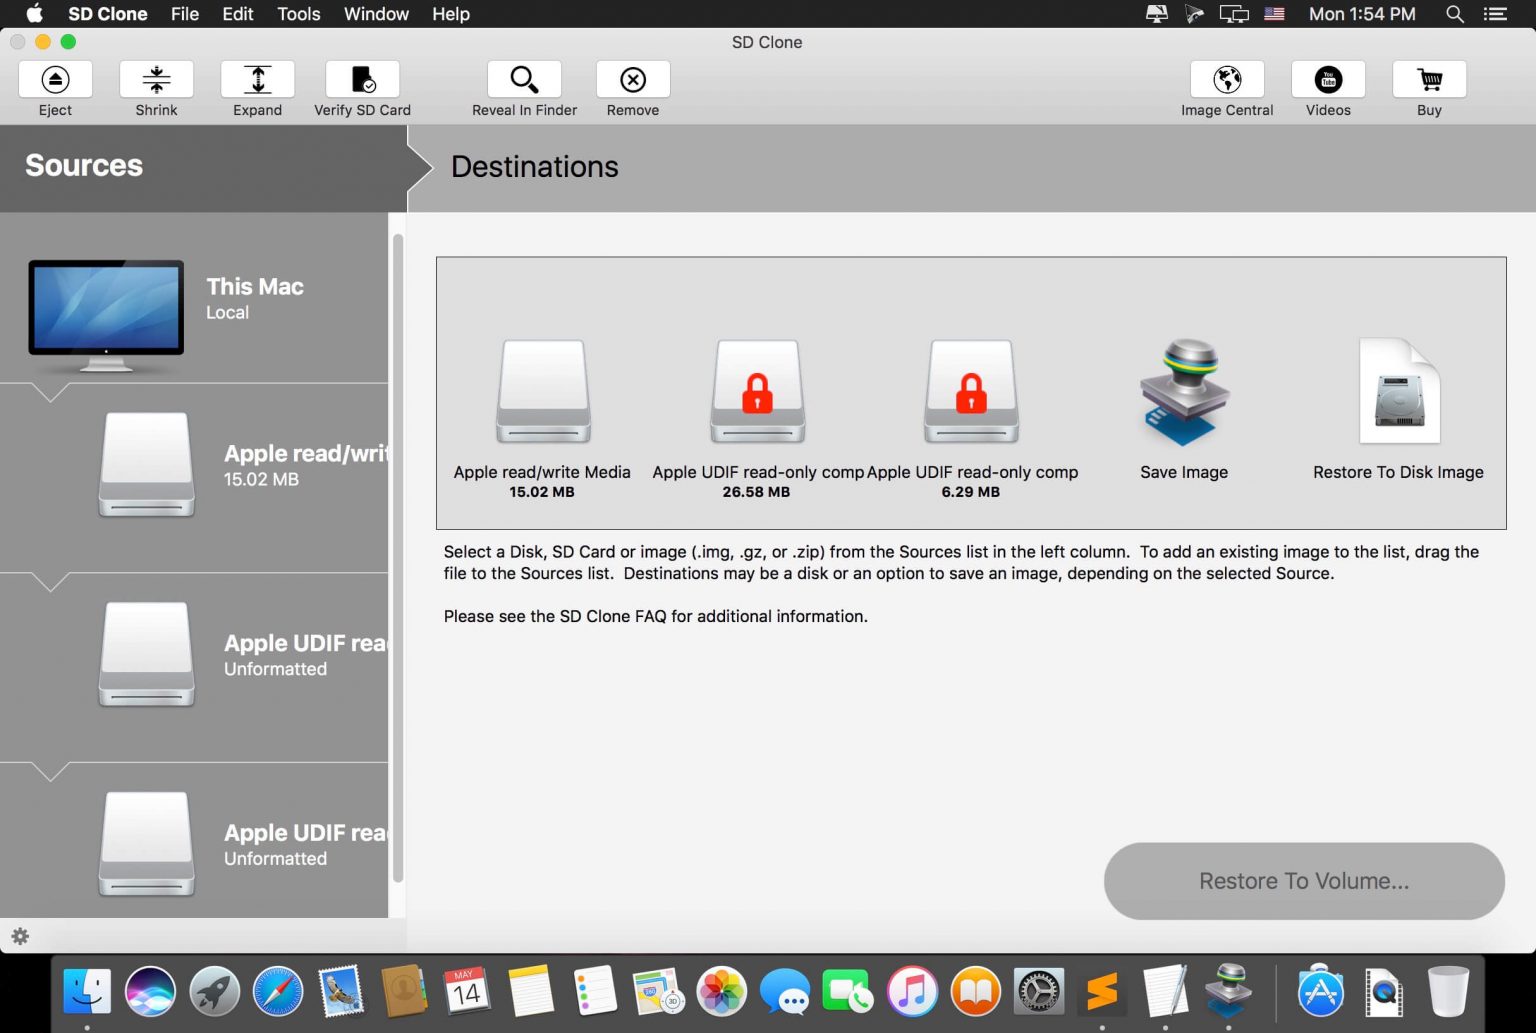 SD Clone File Edit Tools Window Help Mon 1:54 PM
SD Clone
Eject Shrink Expand Verify SD Card Reveal In Finder Remove Image Central You Tube Videos Buy
Sources
Destinations
This Mac
Local
Apple read/writ
15.02 MB
Apple UDIF rea
Unformatted
Apple UDIF rea
Unformatted
Apple read/write Media
15.02 MB
Apple UDIF read-only comp
26.58 MB
Apple UDIF read-only comp
6.29 MB
Save Image
Restore To Disk Image
Select a Disk, SD Card or image (.img, .gz, or .zip) from the Sources list in the left column. To add an existing image to the list, drag the
file to the Sources list. Destinations may be a disk or an option to save an image, depending on the selected Source.
Please see the SD Clone FAQ for additional information.
Restore To Volume...
MAY
14
280
3D